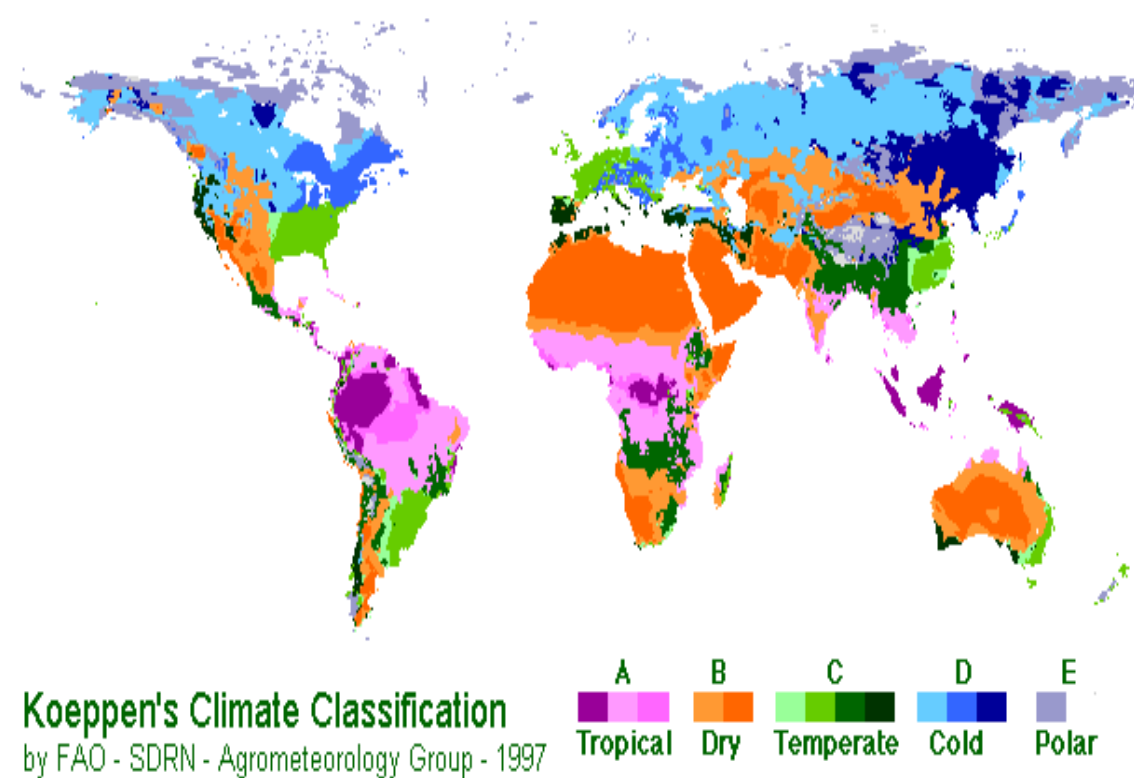 Koeppen's Climate Classification
by FAO - SDRN - Agrometeorology Group - 1997
A B C D E
Tropical Dry Temperate Cold Polar